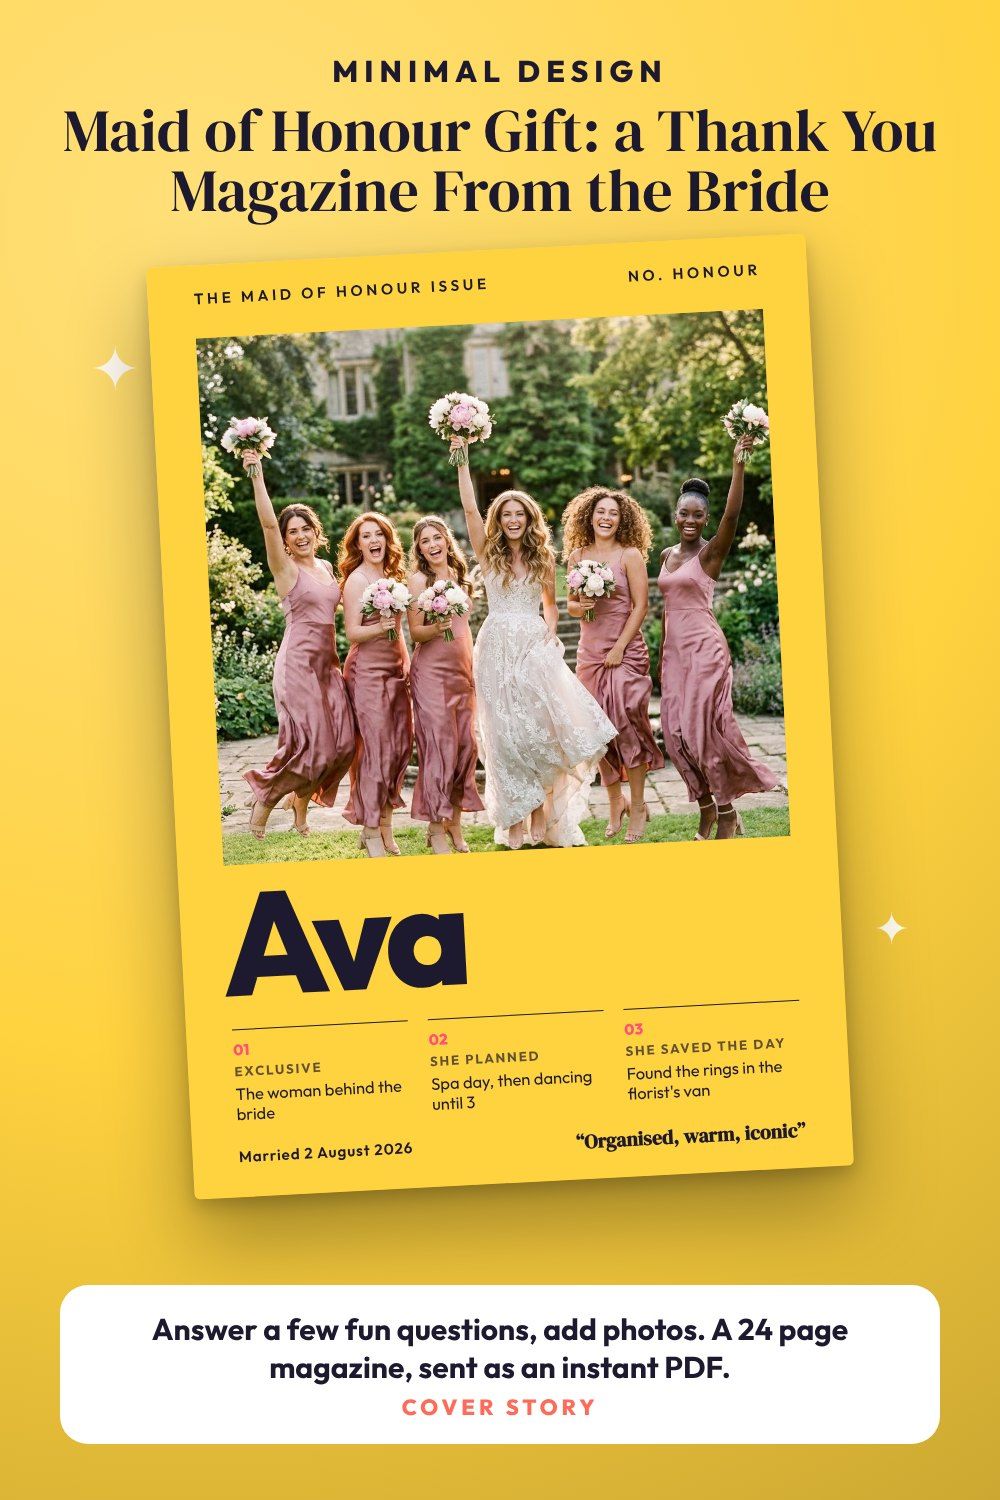 MINIMAL DESIGN
Maid of Honour Gift: a Thank You
Magazine From the Bride
THE MAID OF HONOUR ISSUE
NO. HONOUR
Ava
01
EXCLUSIVE
The woman behind the
bride
02
SHE PLANNED
Spa day, then dancing
until 3
03
SHE SAVED THE DAY
Found the rings in the
florist's van
Married 2 August 2026
“Organised, warm, iconic”
Answer a few fun questions, add photos. A 24 page
magazine, sent as an instant PDF.
COVER STORY